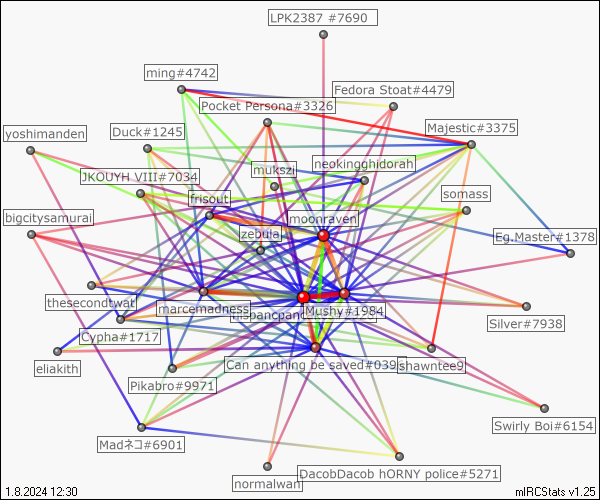 LPK2387 #7690
ming#4742
Fedora Stoat#4479
Pocket Persona#3326
Majestic#3375
yoshimanden
Duck#1245
neokingghidorah
mukszi
JKOUYH VIII#7034
somass
frisout
bigcitysamurai
moonraven
zebula
Eg.Master#1378
thesecondtwat
marcemadness
Mushy#1984
Silver#7938
Cypha#1717
Can anything be saved#039
shawntee9
eliakith
Pikabro#9971
Swirly Boi#6154
Madネコ#6901
DacobDacob hORNY police#5271
normalwan
1.8.2024 12:30
mIRCStats v1.25